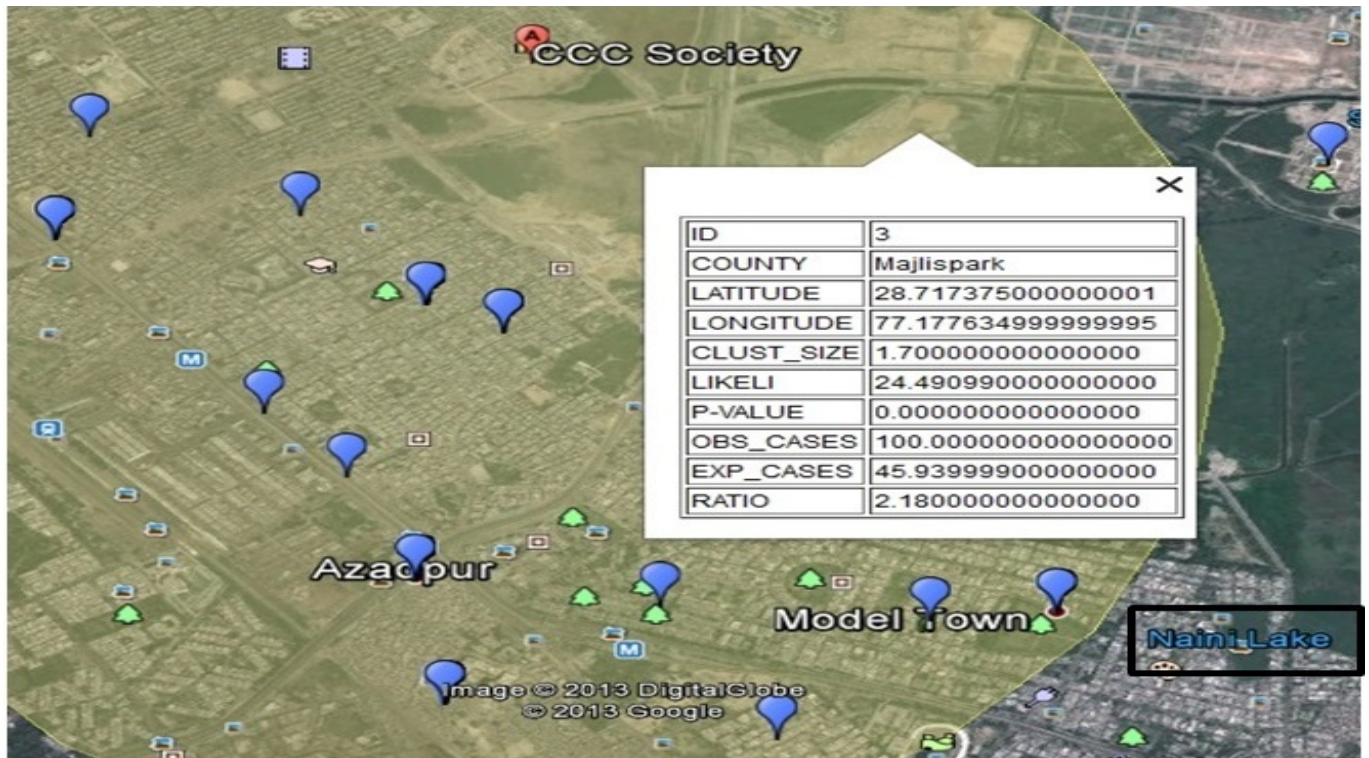 A
CCC Society
ID 3
COUNTY Majlispark
LATITUDE 28.717375000000001
LONGITUDE 77.177634999999995
CLUST_SIZE 1.700000000000000
LIKELI 24.490990000000000
P-VALUE 0.000000000000000
OBS_CASES 100.000000000000000
EXP_CASES 45.939999000000000
RATIO 2.180000000000000
M
Azadpur
Model Town
Naini Lake
M
Image © 2013 DigitalGlobe
© 2013 Google